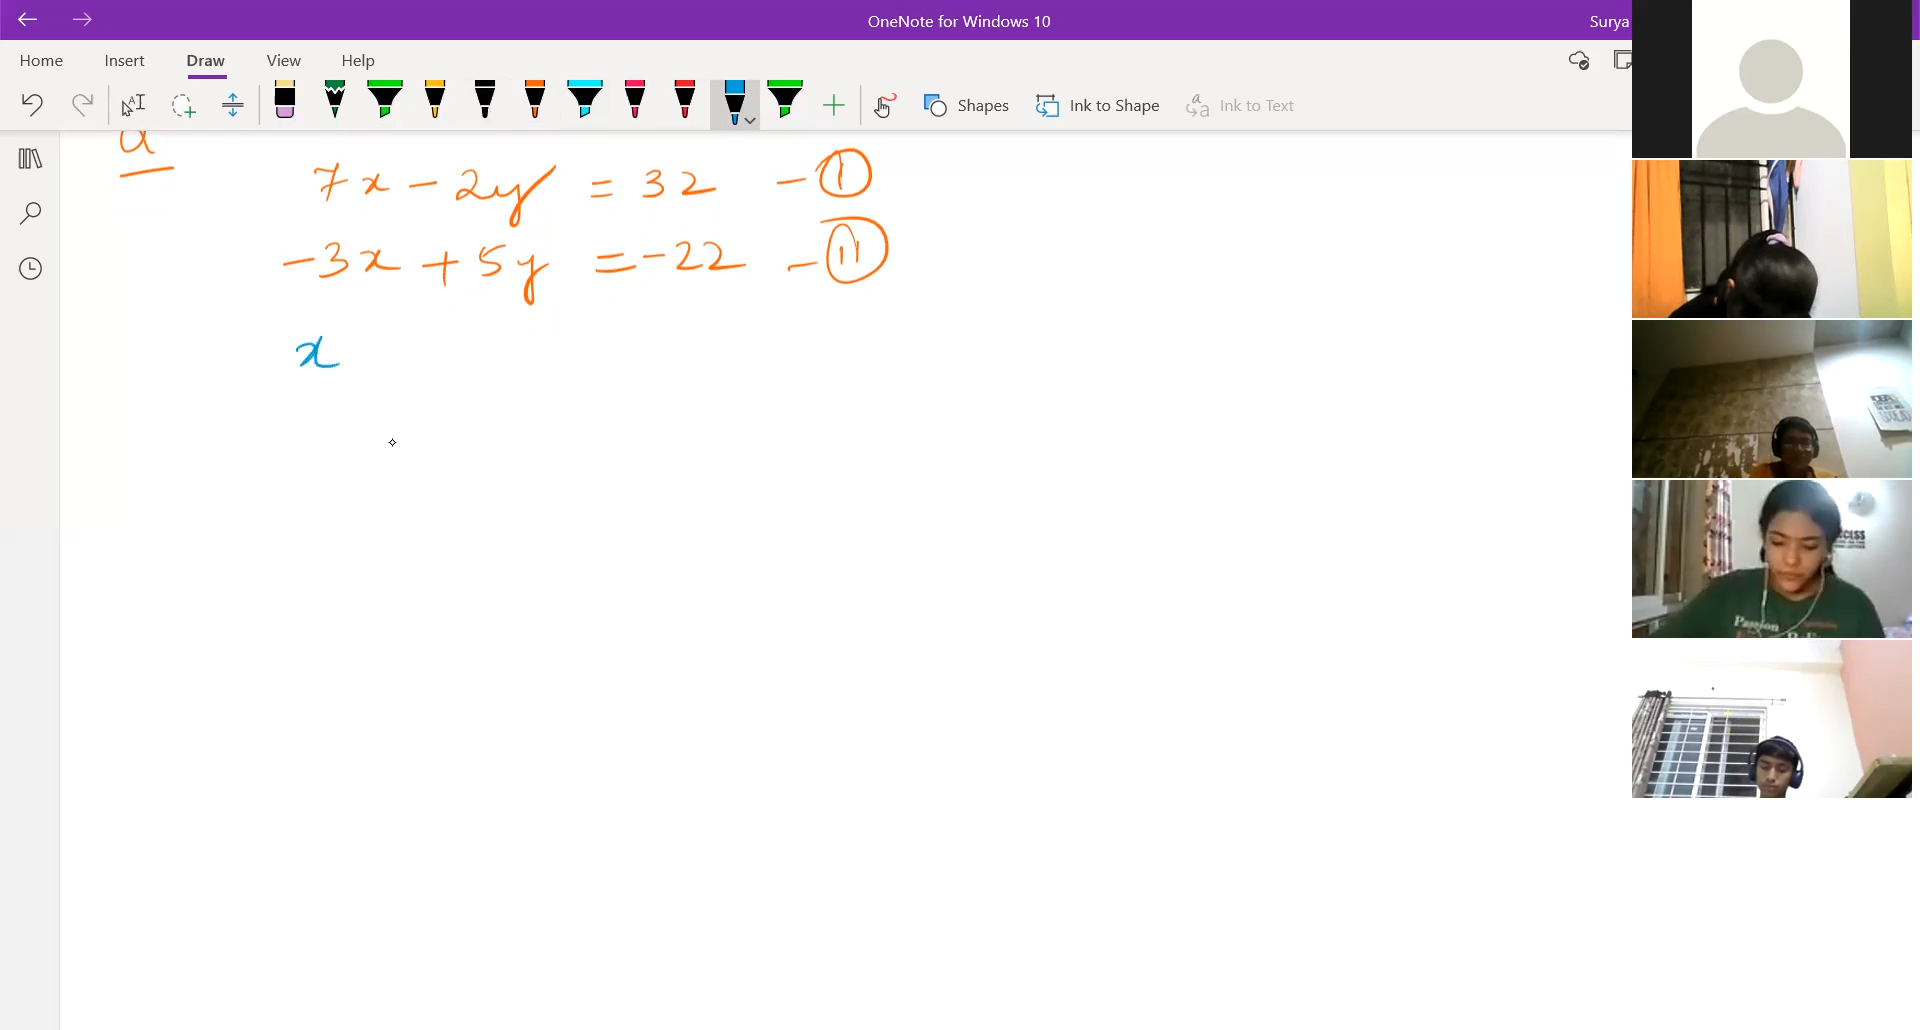 OneNote for Windows 10
Surya
Home Insert Draw View Help
Shapes Ink to Shape Ink to Text
a
7x - 2y = 32 - I
-3x + 5y = -22 - II
x
Passion